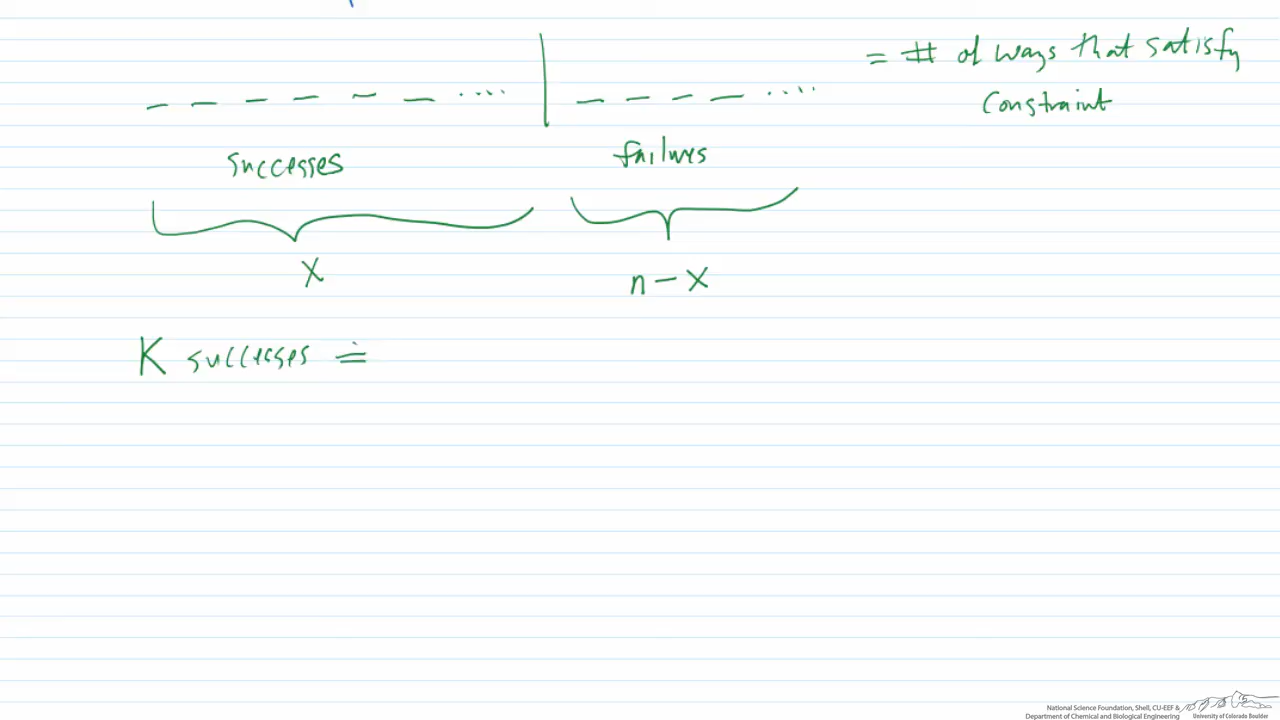 = # of ways that satisfy
constraint
successes failures
X n - X
K successes =
National Science Foundation, Shell, CU-EEF &
Department of Chemical and Biological Engineering
University of Colorado Boulder